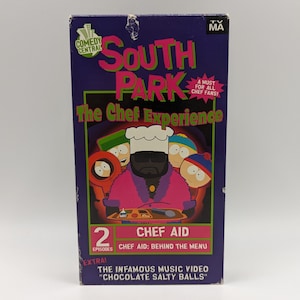 COMEDY
CENTRAL
TV
MA
SOUTH
PARK
A MUST
FOR ALL
CHEF FANS!
The Chef Experience
2
EPISODES
CHEF AID
CHEF AID: BEHIND THE MENU
EXTRA!
THE INFAMOUS MUSIC VIDEO
"CHOCOLATE SALTY BALLS"